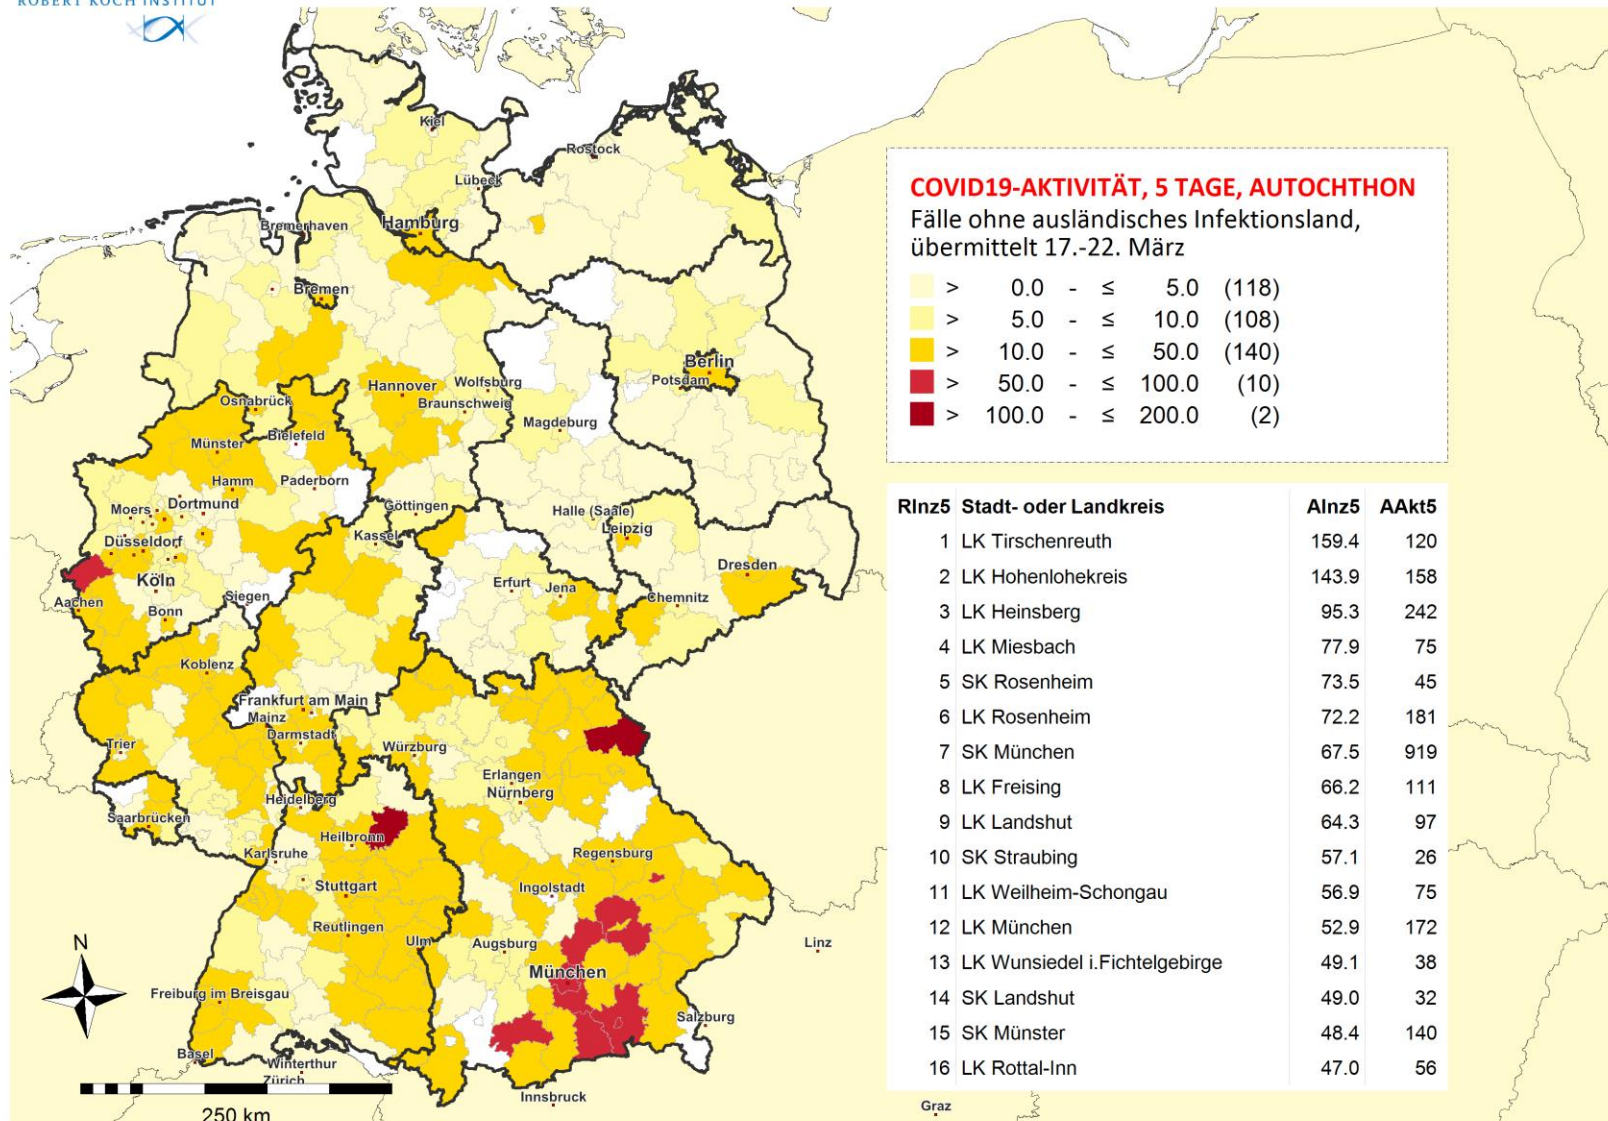 ROBERT KOCH INSTITUT
Kiel
Rostock
Lübeck
Bremerhaven
Hamburg
Bremen
Berlin
Potsdam
Hannover
Wolfsburg
Braunschweig
Osnabrück
Magdeburg
Münster
Bielefeld
Hamm
Paderborn
Moers
Dortmund
Göttingen
Halle (Saale)
Leipzig
Düsseldorf
Kassel
Dresden
Köln
Erfurt
Jena
Aachen
Siegen
Chemnitz
Bonn
Koblenz
Frankfurt am Main
Mainz
Darmstadt
Trier
Würzburg
Erlangen
Nürnberg
Heidelberg
Saarbrücken
Heilbronn
Karlsruhe
Regensburg
Stuttgart
Ingolstadt
Reutlingen
Ulm
Augsburg
Linz
N
München
Freiburg im Breisgau
Salzburg
Basel
Winterthur
Zürich
Innsbruck
Graz
250 km
COVID19-AKTIVITÄT, 5 TAGE, AUTOCHTHON
Fälle ohne ausländisches Infektionsland,
übermittelt 17.-22. März
> 0.0 - ≤ 5.0 (118)
> 5.0 - ≤ 10.0 (108)
> 10.0 - ≤ 50.0 (140)
> 50.0 - ≤ 100.0 (10)
> 100.0 - ≤ 200.0 (2)
RInz5 Stadt- oder Landkreis AInz5 AAkt5
1 LK Tirschenreuth 159.4 120
2 LK Hohenlohekreis 143.9 158
3 LK Heinsberg 95.3 242
4 LK Miesbach 77.9 75
5 SK Rosenheim 73.5 45
6 LK Rosenheim 72.2 181
7 SK München 67.5 919
8 LK Freising 66.2 111
9 LK Landshut 64.3 97
10 SK Straubing 57.1 26
11 LK Weilheim-Schongau 56.9 75
12 LK München 52.9 172
13 LK Wunsiedel i.Fichtelgebirge 49.1 38
14 SK Landshut 49.0 32
15 SK Münster 48.4 140
16 LK Rottal-Inn 47.0 56